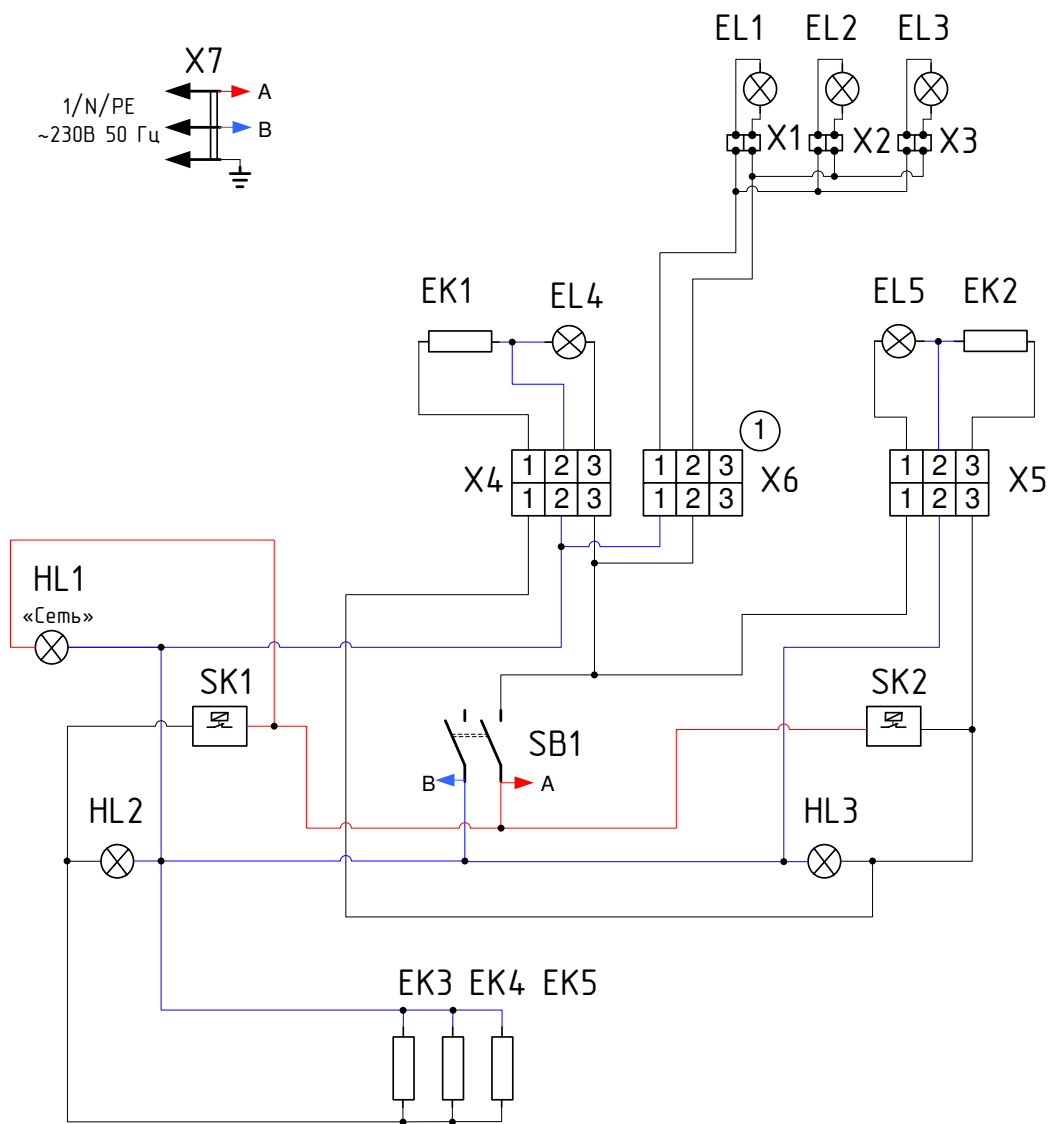 EL1 EL2 EL3
X7
A
1/N/PE
~230В 50 Гц
B
X1 X2 X3
EK1 EL4 EL5 EK2
1
1 2 3 1 2 3 1 2 3
X4 X6 X5
1 2 3 1 2 3 1 2 3
HL1
«Сеть»
SK1 SK2
SB1
B A
HL2 HL3
EK3 EK4 EK5